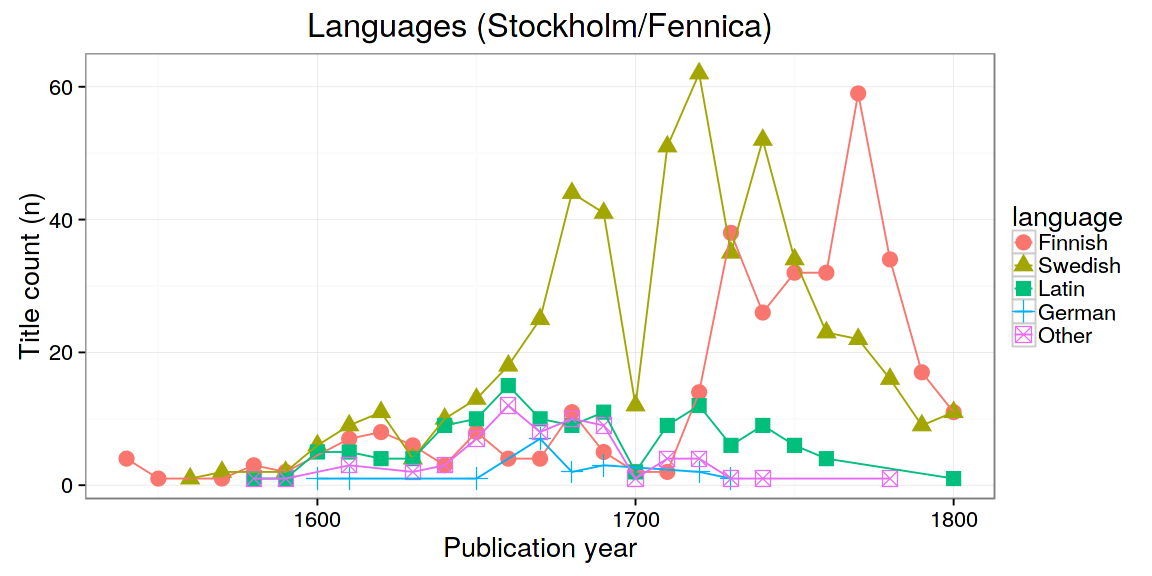 Languages (Stockholm/Fennica)
Title count (n)
60
40
20
0
1600
1700
1800
Publication year
language
Finnish
Swedish
Latin
German
Other